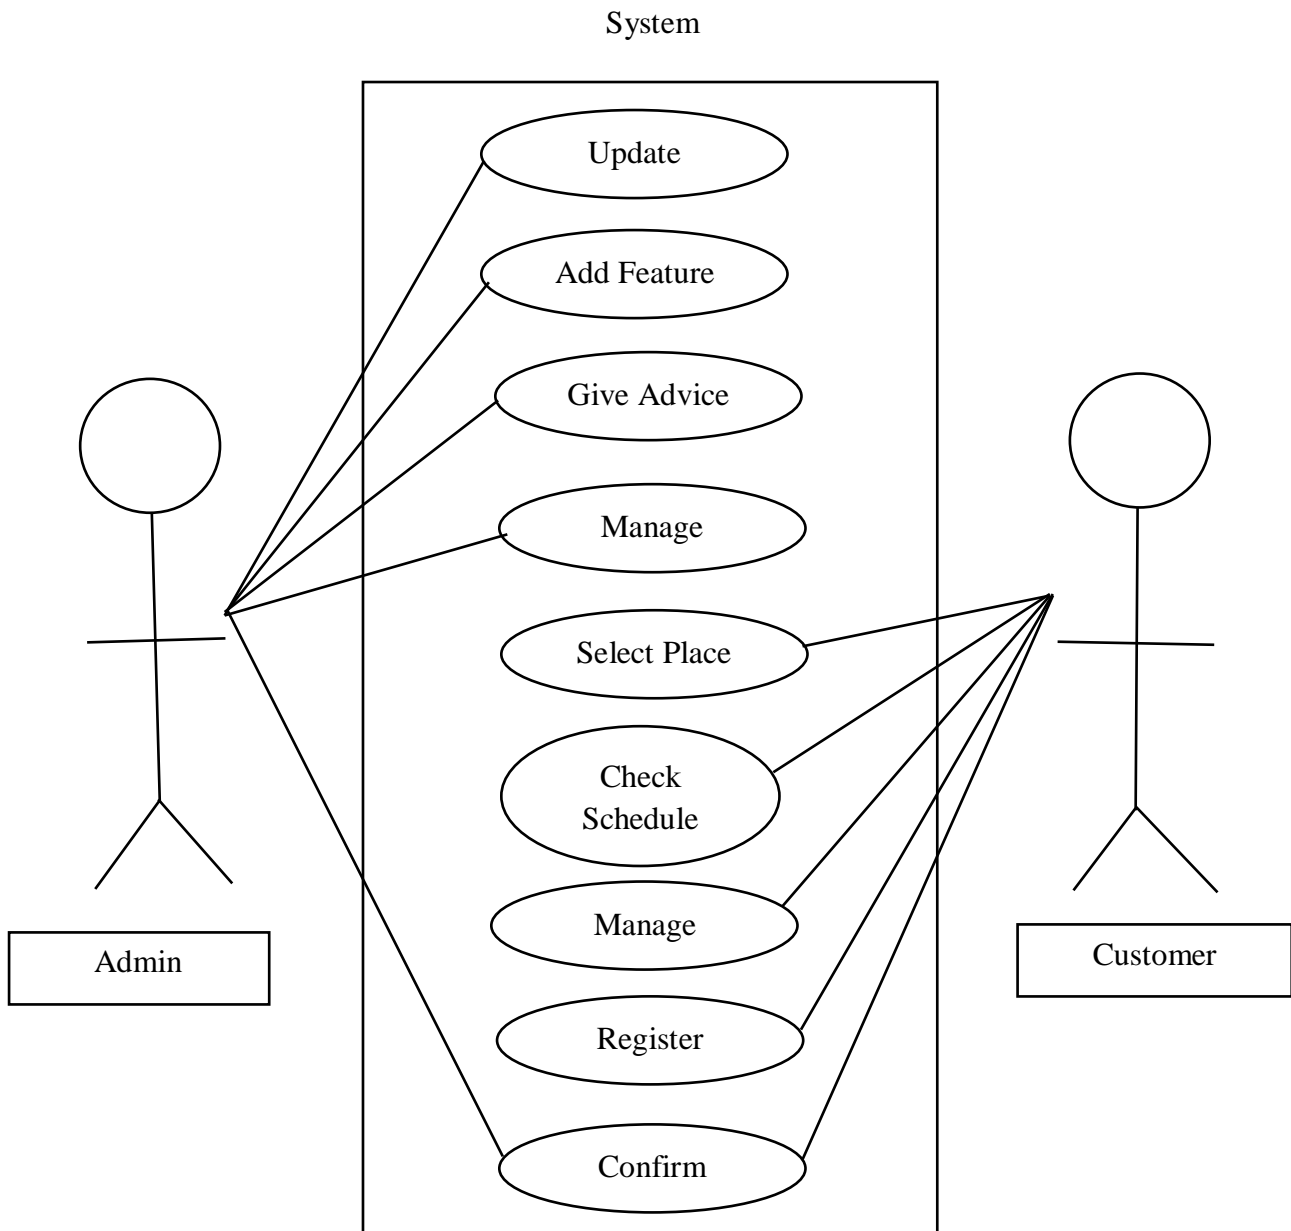 System
Update
Add Feature
Give Advice
Manage
Select Place
Check
Schedule
Manage
Admin
Customer
Register
Confirm